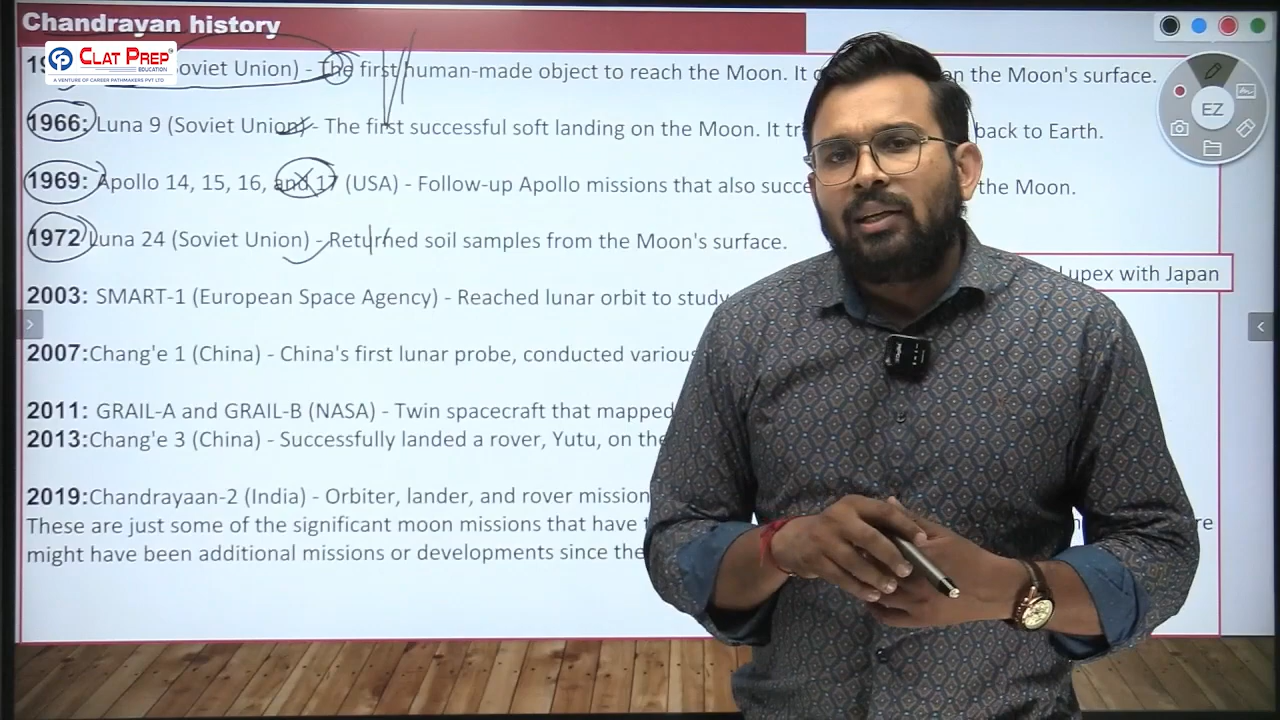 Chandrayan history
CLAT PREP
EDUCATION
A VENTURE OF CAREER PATHMAKERS PVT LTD
oviet Union) - The first human-made object to reach the Moon. It on the Moon's surface.
EZ
1966: Luna 9 (Soviet Union) - The first successful soft landing on the Moon. It back to Earth.
1969: Apollo 14, 15, 16, and 17 (USA) - Follow-up Apollo missions that also the Moon.
1972 Luna 24 (Soviet Union) - Returned soil samples from the Moon's surface.
Lupex with Japan
2003: SMART-1 (European Space Agency) - Reached lunar orbit to study
2007:Chang'e 1 (China) - China's first lunar probe, conducted various
2011: GRAIL-A and GRAIL-B (NASA) - Twin spacecraft that mapped
2013:Chang'e 3 (China) - Successfully landed a rover, Yutu, on the
2019:Chandrayaan-2 (India) - Orbiter, lander, and rover mission
These are just some of the significant moon missions that have
might have been additional missions or developments since the